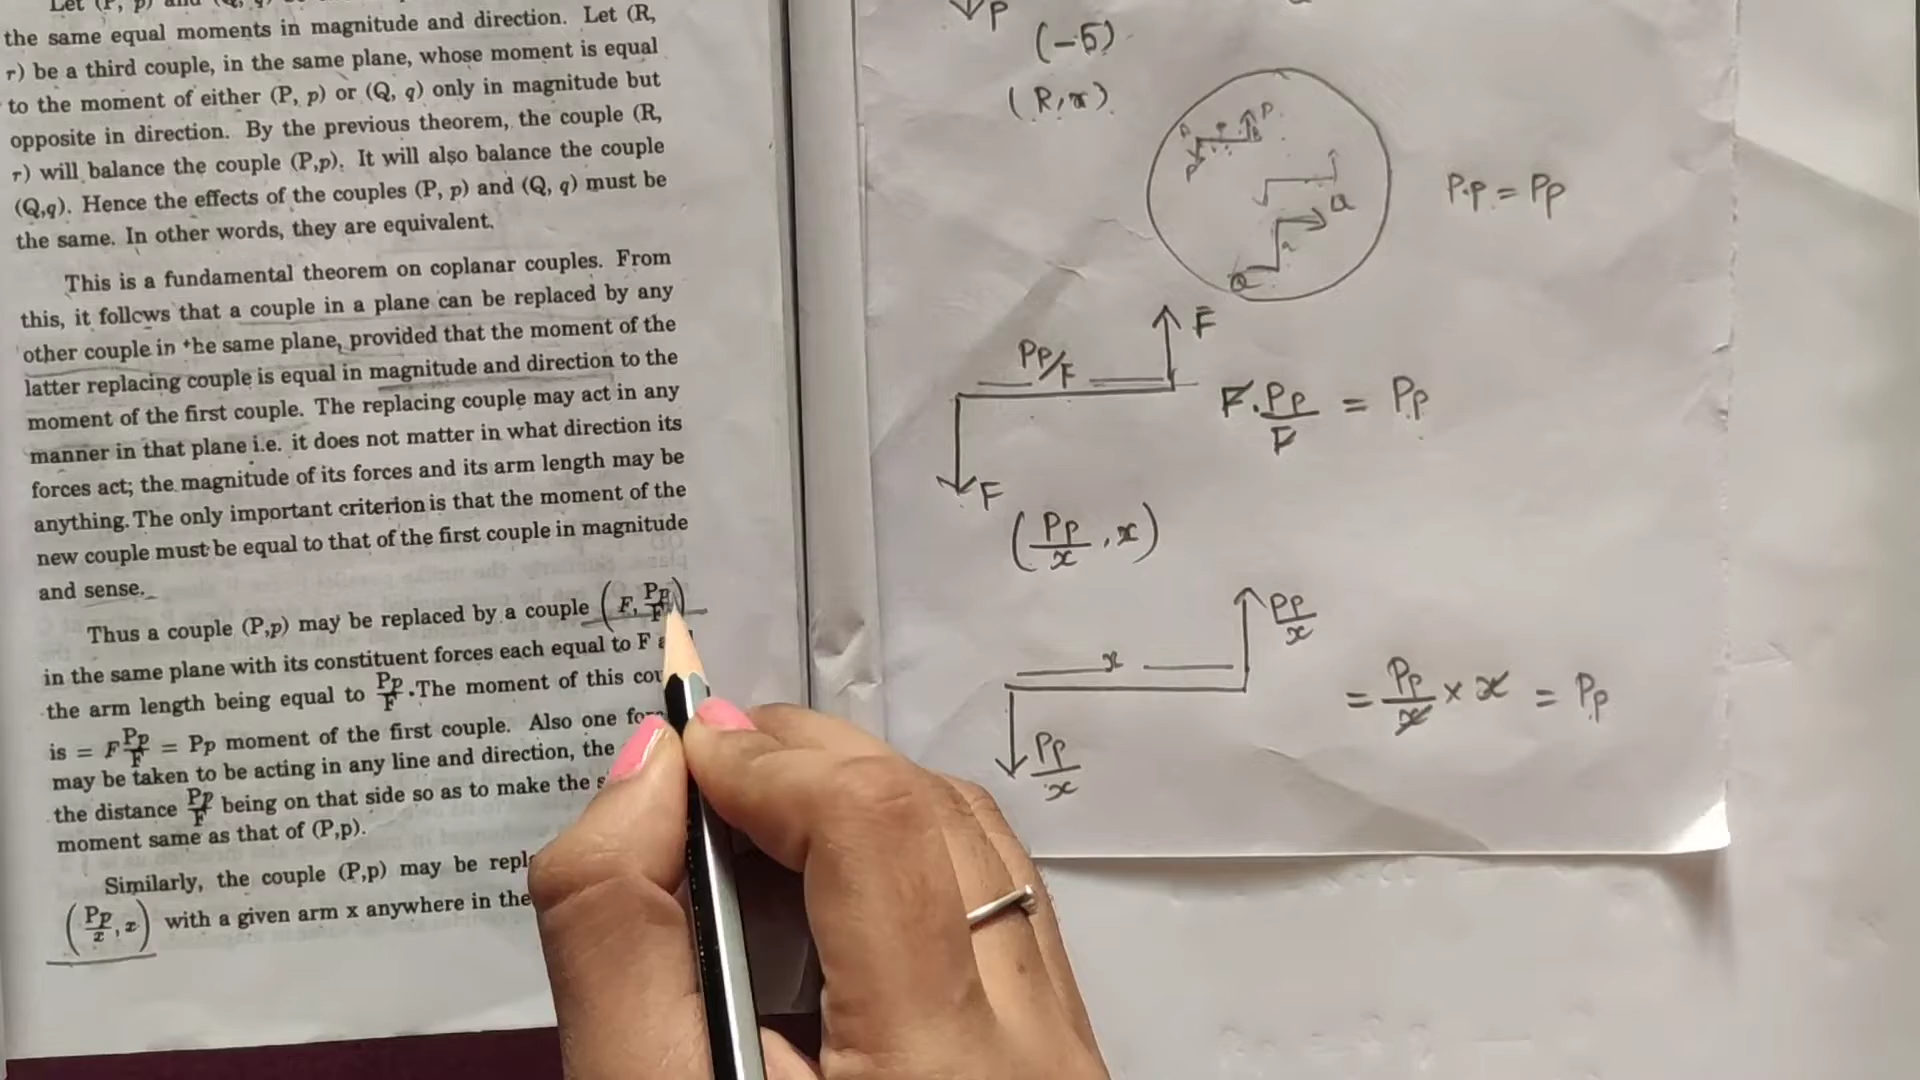 Let (P, p) and (Q, q)
the same equal moments in magnitude and direction. Let (R,
r) be a third couple, in the same plane, whose moment is equal
to the moment of either (P, p) or (Q, q) only in magnitude but
opposite in direction. By the previous theorem, the couple (R,
r) will balance the couple (P,p). It will also balance the couple
(Q,q). Hence the effects of the couples (P, p) and (Q, q) must be
the same. In other words, they are equivalent.
This is a fundamental theorem on coplanar couples. From
this, it follows that a couple in a plane can be replaced by any
other couple in the same plane, provided that the moment of the
latter replacing couple is equal in magnitude and direction to the
moment of the first couple. The replacing couple may act in any
manner in that plane i.e. it does not matter in what direction its
forces act; the magnitude of its forces and its arm length may be
anything. The only important criterion is that the moment of the
new couple must be equal to that of the first couple in magnitude
and sense.
Thus a couple (P,p) may be replaced by a couple (F, Pp/F)
in the same plane with its constituent forces each equal to F
the arm length being equal to Pp/F. The moment of this
is = F Pp/F = Pp moment of the first couple. Also one
may be taken to be acting in any line and direction, the
the distance Pp/F being on that side so as to make the
moment same as that of (P,p).
Similarly, the couple (P,p) may be
(Pp/x, x) with a given arm x anywhere in the
P
(-5)
(R, r)
P
P
Q
Q
P.p = Pp
F
Pp/F
F
F. Pp/F = Pp
(Pp/x, x)
Pp/x
x
Pp/x
= Pp/x × x = Pp